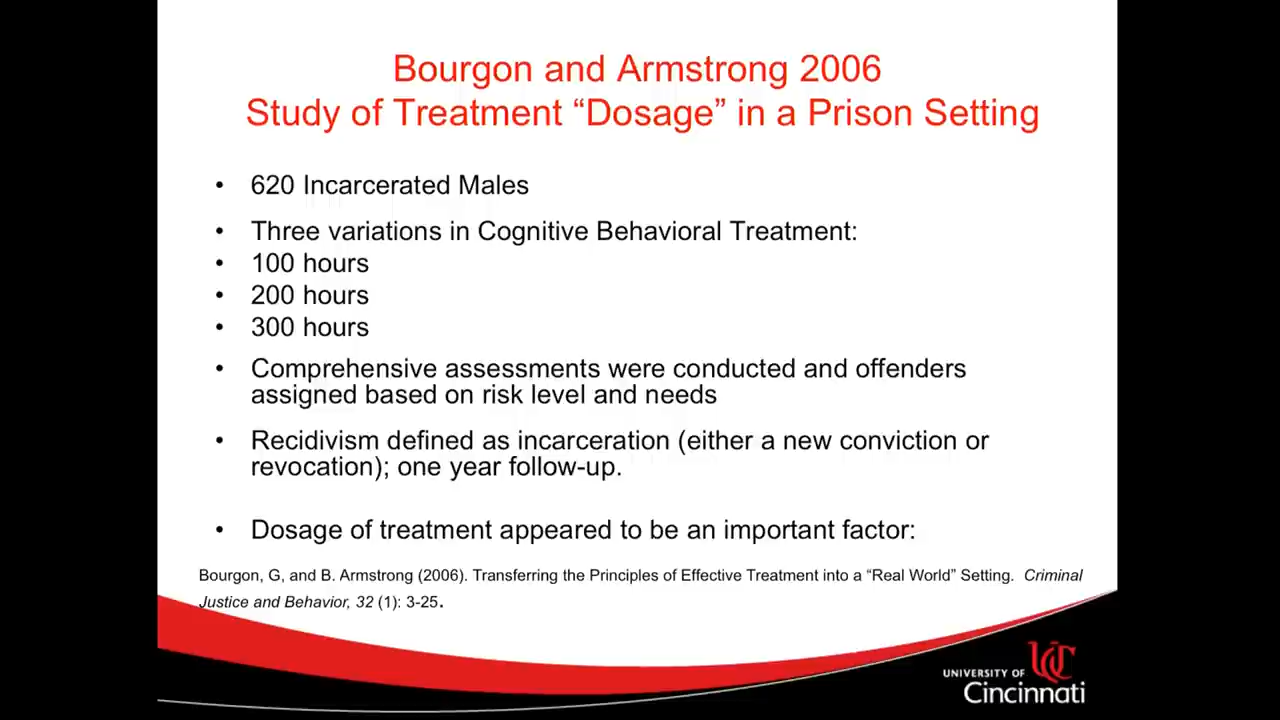 Bourgon and Armstrong 2006
Study of Treatment “Dosage” in a Prison Setting
• 620 Incarcerated Males
• Three variations in Cognitive Behavioral Treatment:
• 100 hours
• 200 hours
• 300 hours
• Comprehensive assessments were conducted and offenders
assigned based on risk level and needs
• Recidivism defined as incarceration (either a new conviction or
revocation); one year follow-up.
• Dosage of treatment appeared to be an important factor:
Bourgon, G, and B. Armstrong (2006). Transferring the Principles of Effective Treatment into a “Real World” Setting. Criminal
Justice and Behavior, 32 (1): 3-25.
UC
UNIVERSITY OF
Cincinnati